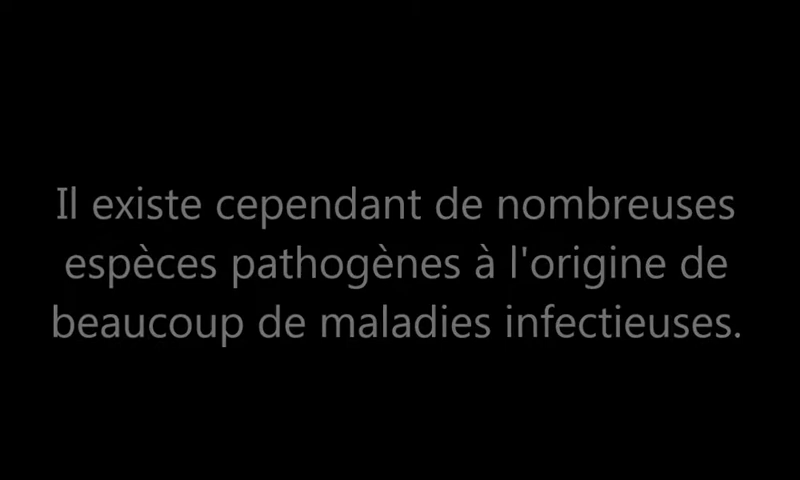 Il existe cependant de nombreuses
espèces pathogènes à l'origine de
beaucoup de maladies infectieuses.